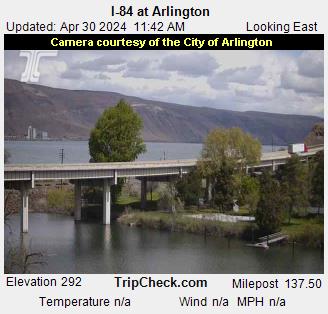 I-84 at Arlington
Updated: Apr 30 2024 11:42 AM Looking East
Camera courtesy of the City of Arlington
Elevation 292 TripCheck.com Milepost 137.50
Temperature n/a Wind n/a MPH n/a